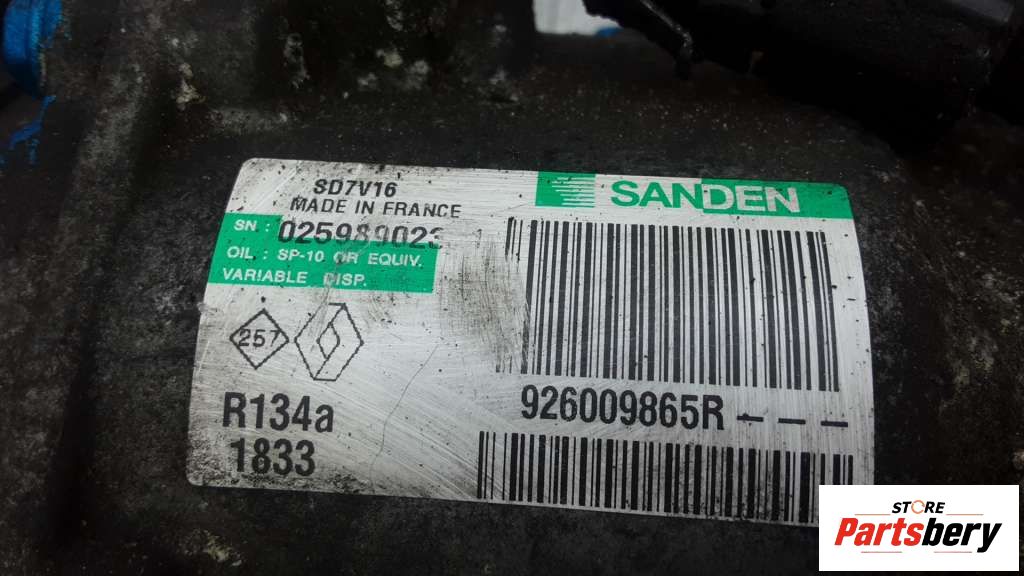 SD7V16
MADE IN FRANCE
SANDEN
SN : 025989023
OIL : SP-10 OR EQUIV.
VARIABLE DISP.
257
R134a
1833
926009865R - - -
STORE
Partsbery